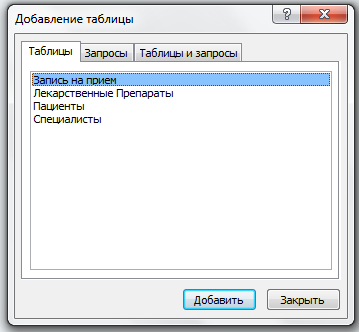 Добавление таблицы
?
Таблицы Запросы Таблицы и запросы
Запись на прием
Лекарственные Препараты
Пациенты
Специалисты
Добавить Закрыть